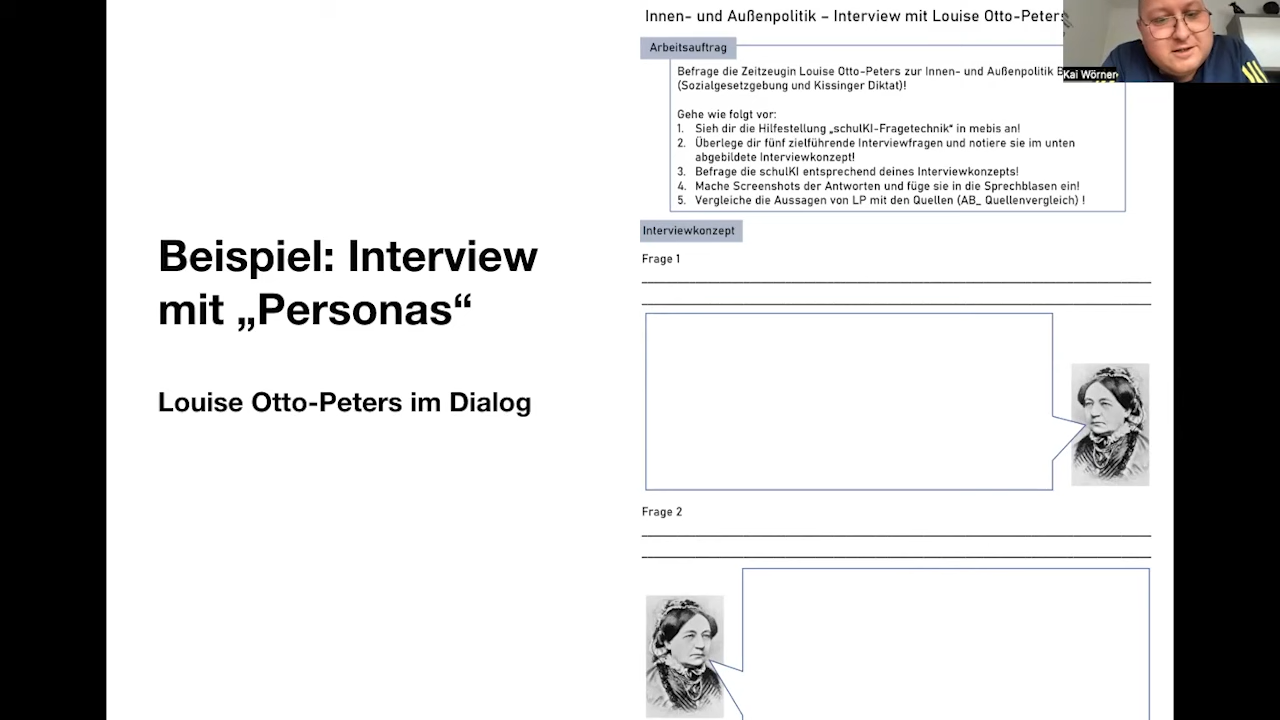 Beispiel: Interview
mit „Personas“
Louise Otto-Peters im Dialog
Innen- und Außenpolitik – Interview mit Louise Otto-Peters
Arbeitsauftrag
Befrage die Zeitzeugin Louise Otto-Peters zur Innen- und Außenpolitik
(Sozialgesetzgebung und Kissinger Diktat)!
Gehe wie folgt vor:
1. Sieh dir die Hilfestellung „schulKI-Fragetechnik“ in mebis an!
2. Überlege dir fünf zielführende Interviewfragen und notiere sie im unten
abgebildete Interviewkonzept!
3. Befrage die schulKI entsprechend deines Interviewkonzepts!
4. Mache Screenshots der Antworten und füge sie in die Sprechblasen ein!
5. Vergleiche die Aussagen von LP mit den Quellen (AB_ Quellenvergleich) !
Interviewkonzept
Frage 1
Frage 2
Kai Wörner